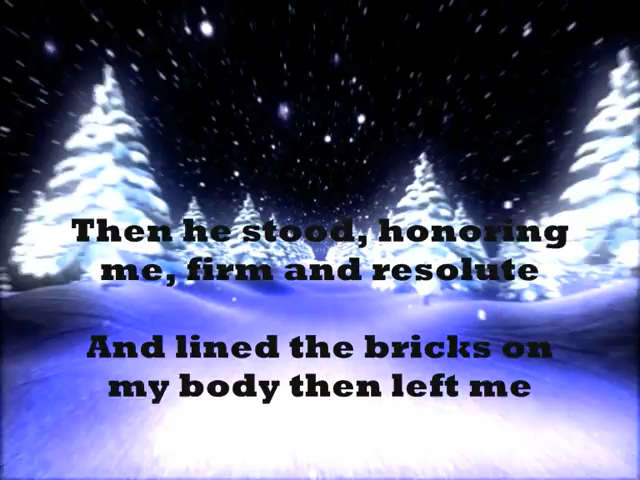 Then he stood, honoring
me, firm and resolute
And lined the bricks on
my body then left me